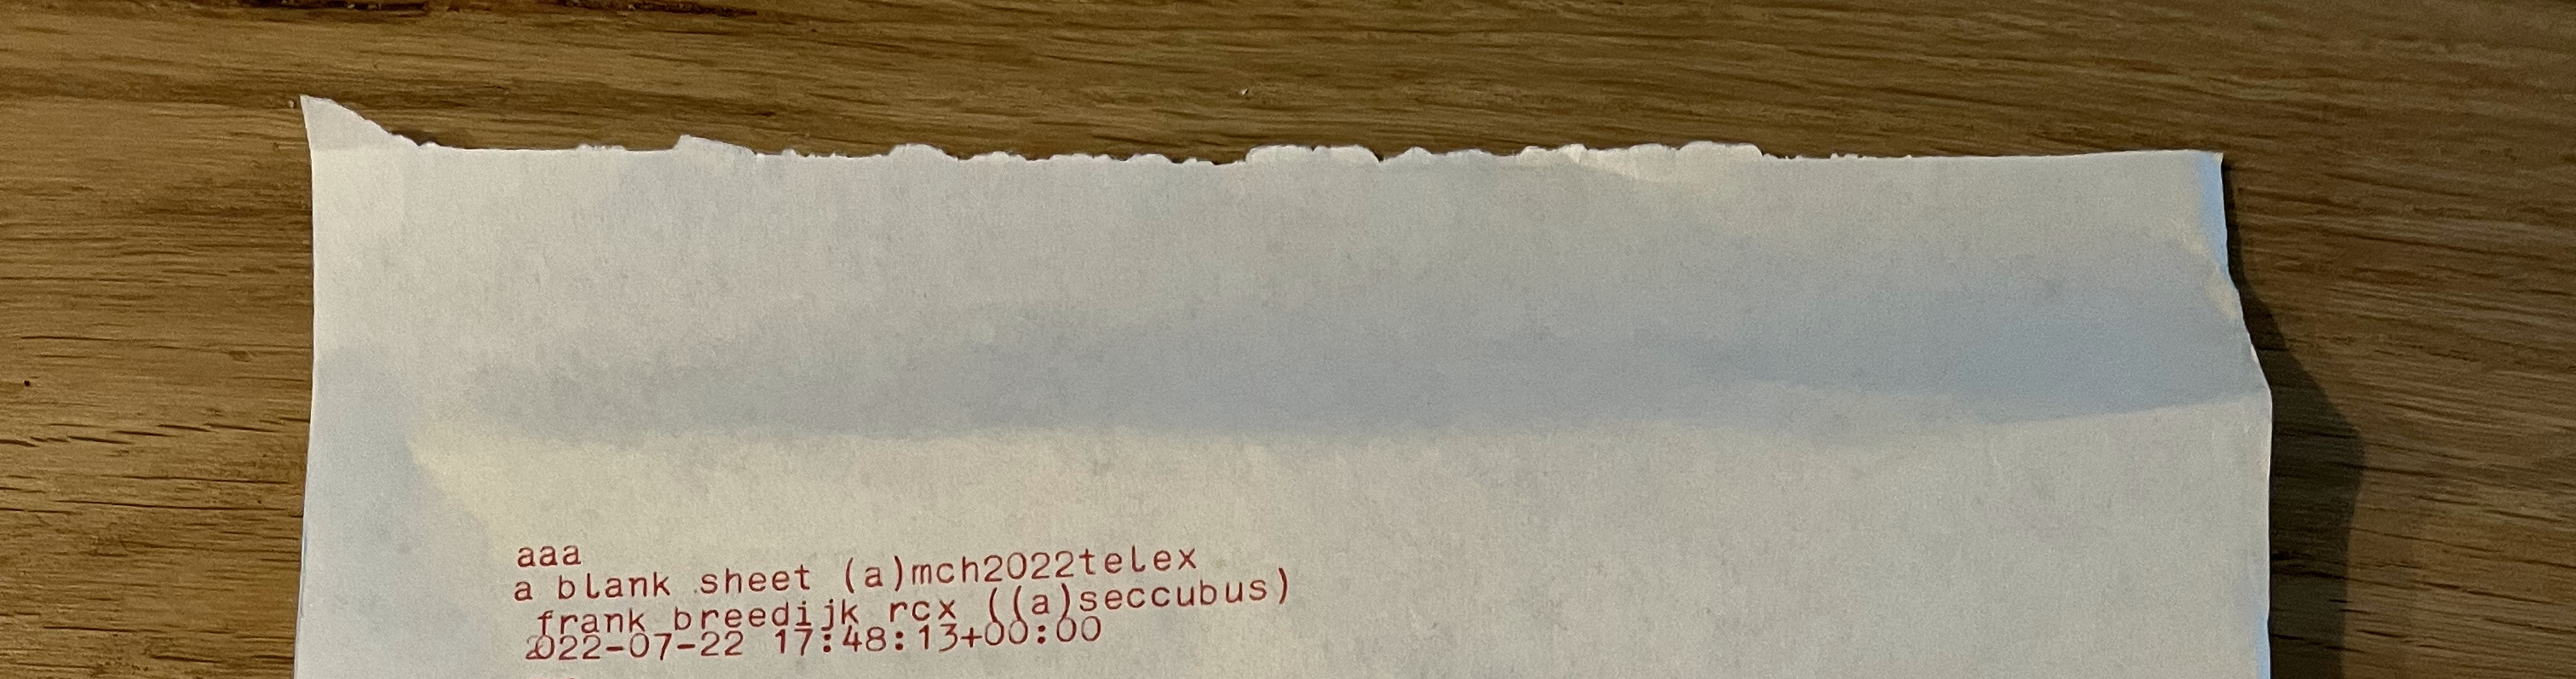 aaa
a blank sheet (a)mch2022telex
frank breedijk rcx ((a)seccubus)
2022-07-22 17:48:13+00:00